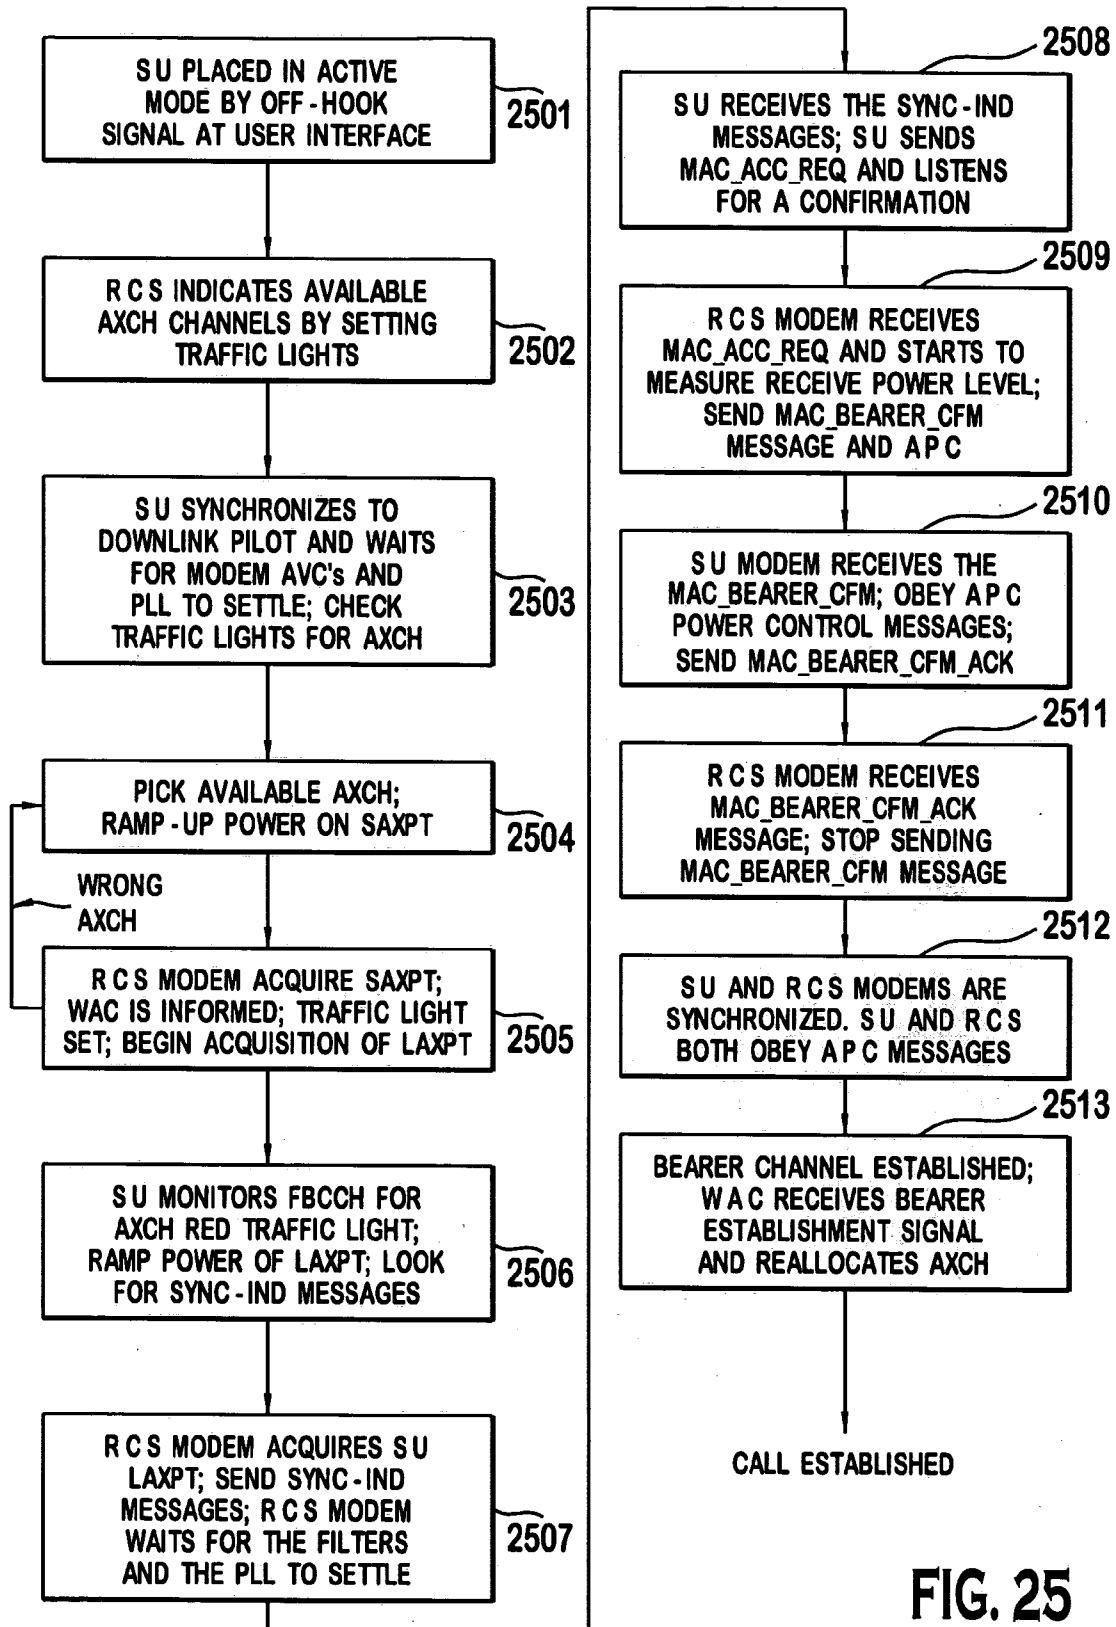 SU PLACED IN ACTIVE
MODE BY OFF-HOOK
SIGNAL AT USER INTERFACE
2501
RCS INDICATES AVAILABLE
AXCH CHANNELS BY SETTING
TRAFFIC LIGHTS
2502
SU SYNCHRONIZES TO
DOWNLINK PILOT AND WAITS
FOR MODEM AVC's AND
PLL TO SETTLE; CHECK
TRAFFIC LIGHTS FOR AXCH
2503
PICK AVAILABLE AXCH;
RAMP-UP POWER ON SAXPT
2504
WRONG
AXCH
RCS MODEM ACQUIRE SAXPT;
WAC IS INFORMED; TRAFFIC LIGHT
SET; BEGIN ACQUISITION OF LAXPT
2505
SU MONITORS FBCCH FOR
AXCH RED TRAFFIC LIGHT;
RAMP POWER OF LAXPT; LOOK
FOR SYNC-IND MESSAGES
2506
RCS MODEM ACQUIRES SU
LAXPT; SEND SYNC-IND
MESSAGES; RCS MODEM
WAITS FOR THE FILTERS
AND THE PLL TO SETTLE
2507
2508
SU RECEIVES THE SYNC-IND
MESSAGES; SU SENDS
MAC_ACC_REQ AND LISTENS
FOR A CONFIRMATION
2509
RCS MODEM RECEIVES
MAC_ACC_REQ AND STARTS TO
MEASURE RECEIVE POWER LEVEL;
SEND MAC_BEARER_CFM
MESSAGE AND APC
2510
SU MODEM RECEIVES THE
MAC_BEARER_CFM; OBEY APC
POWER CONTROL MESSAGES;
SEND MAC_BEARER_CFM_ACK
2511
RCS MODEM RECEIVES
MAC_BEARER_CFM_ACK
MESSAGE; STOP SENDING
MAC_BEARER_CFM MESSAGE
2512
SU AND RCS MODEMS ARE
SYNCHRONIZED. SU AND RCS
BOTH OBEY APC MESSAGES
2513
BEARER CHANNEL ESTABLISHED;
WAC RECEIVES BEARER
ESTABLISHMENT SIGNAL
AND REALLOCATES AXCH
CALL ESTABLISHED
FIG. 25